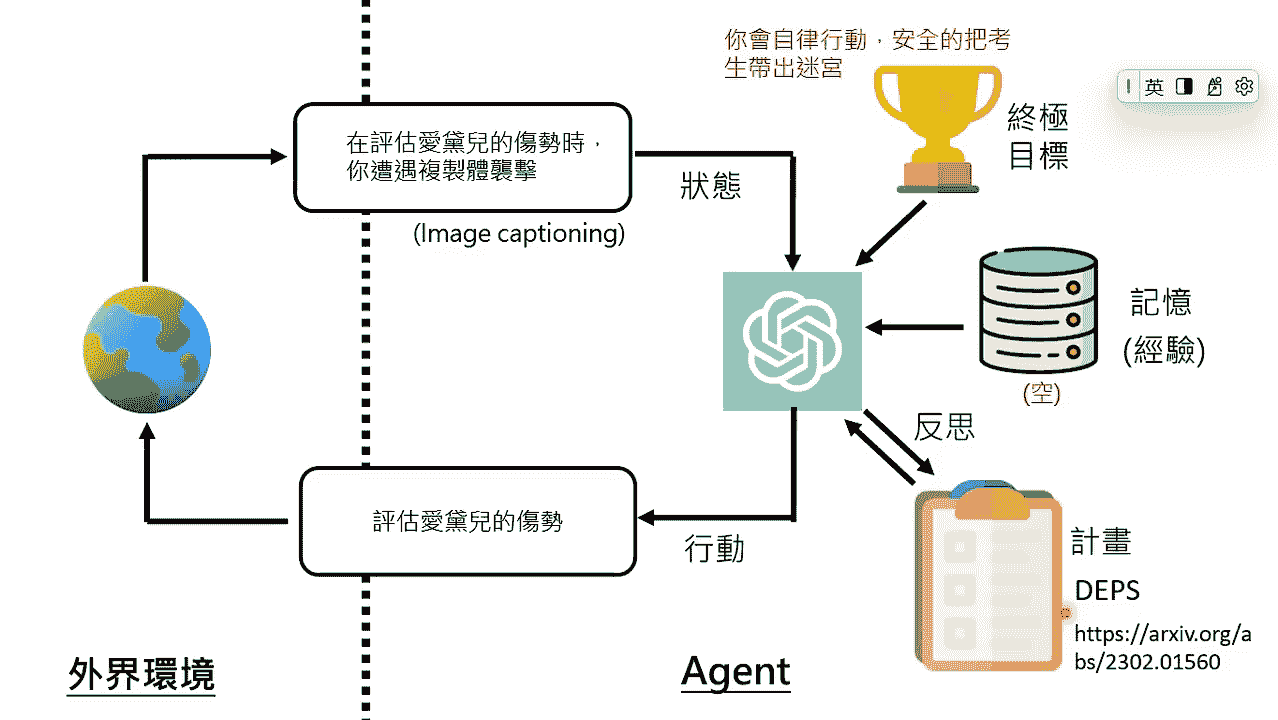 你會自律行動，安全的把考
生帶出迷宮
英
終極
目標
在評估愛黛兒的傷勢時，
你遭遇複製體襲擊
狀態
(Image captioning)
記憶
(經驗)
(空)
反思
評估愛黛兒的傷勢
行動
計畫
DEPS
https://arxiv.org/a
bs/2302.01560
外界環境
Agent